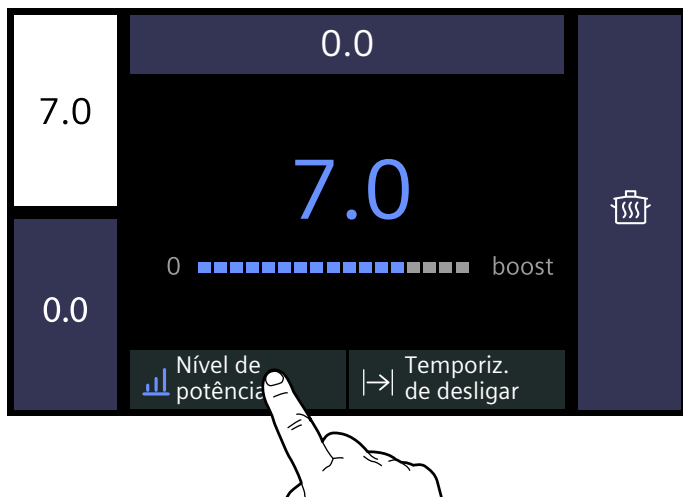 0.0
7.0
7.0
0 boost
0.0
Nível de
potência
Temporiz.
de desligar